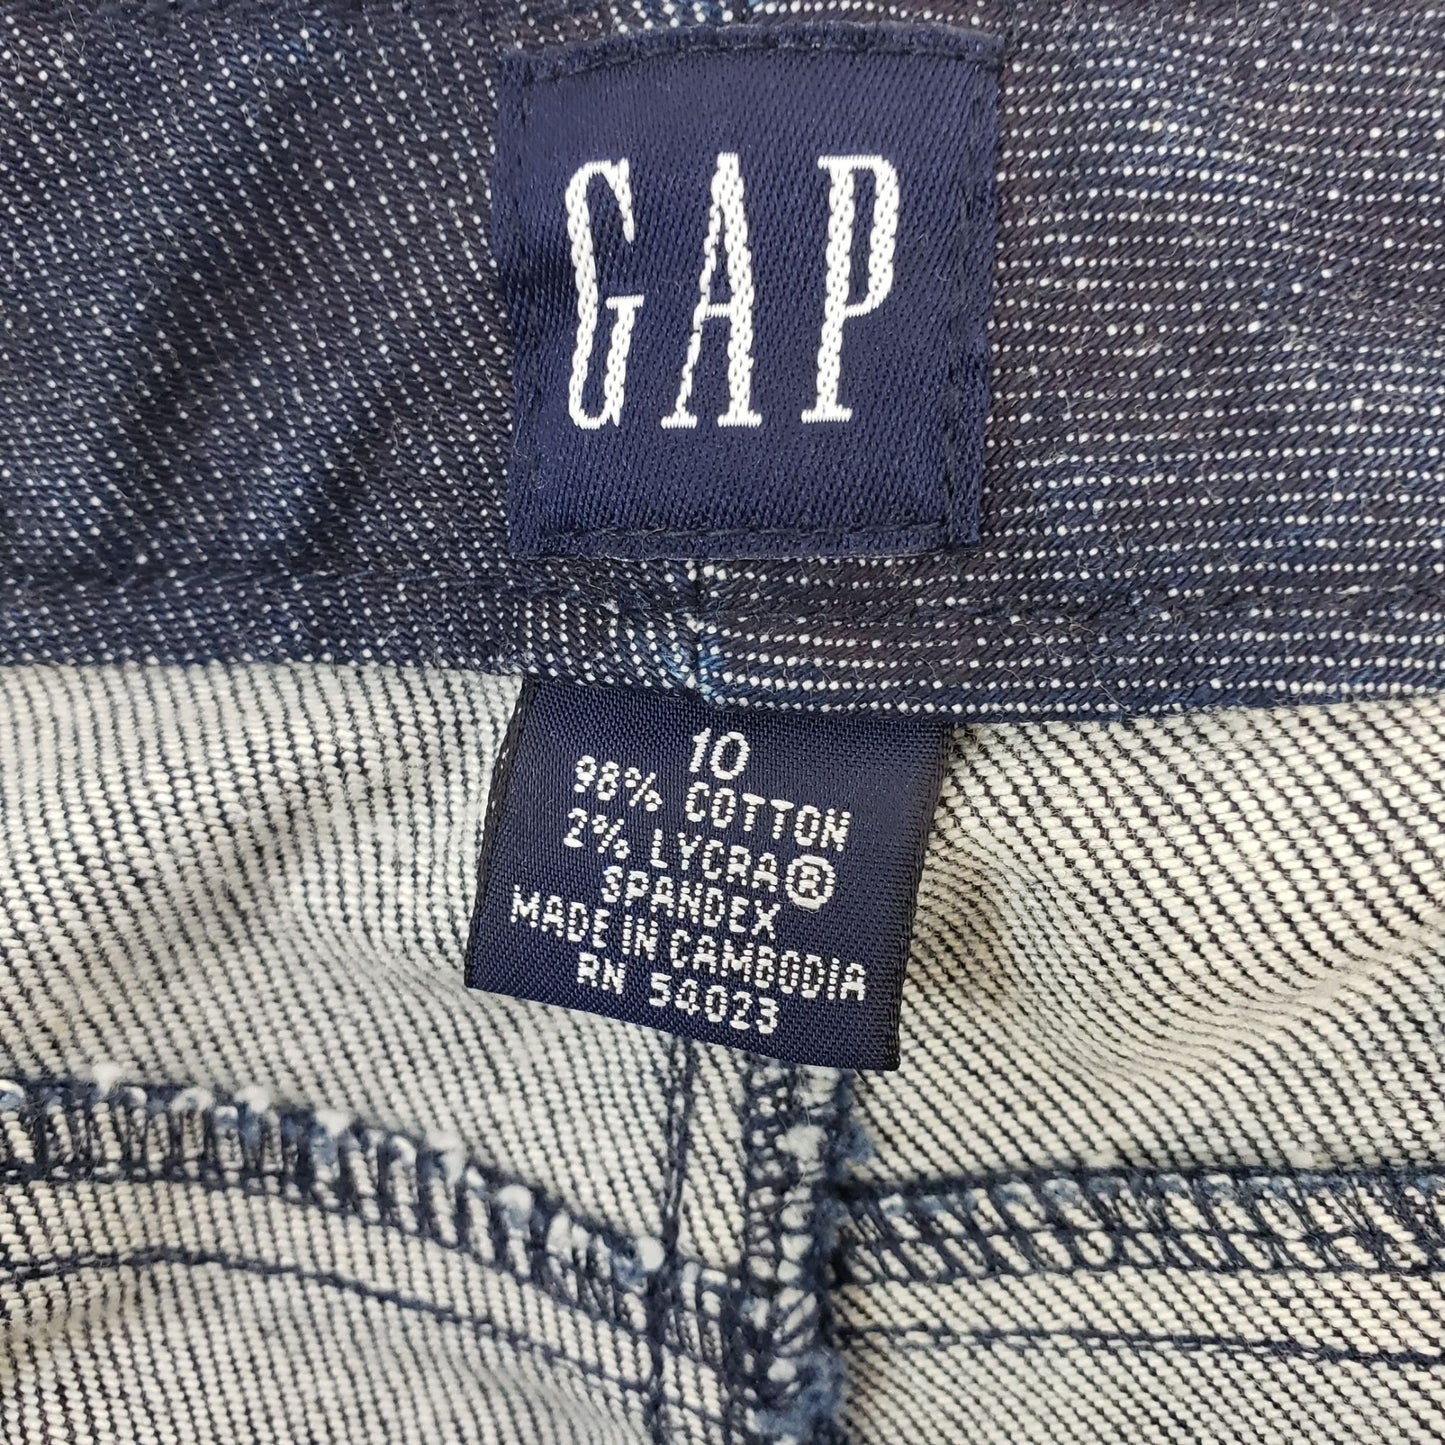 GAP
10
98% COTTON
2% LYCRA®
SPANDEX
MADE IN CAMBODIA
RN 54023